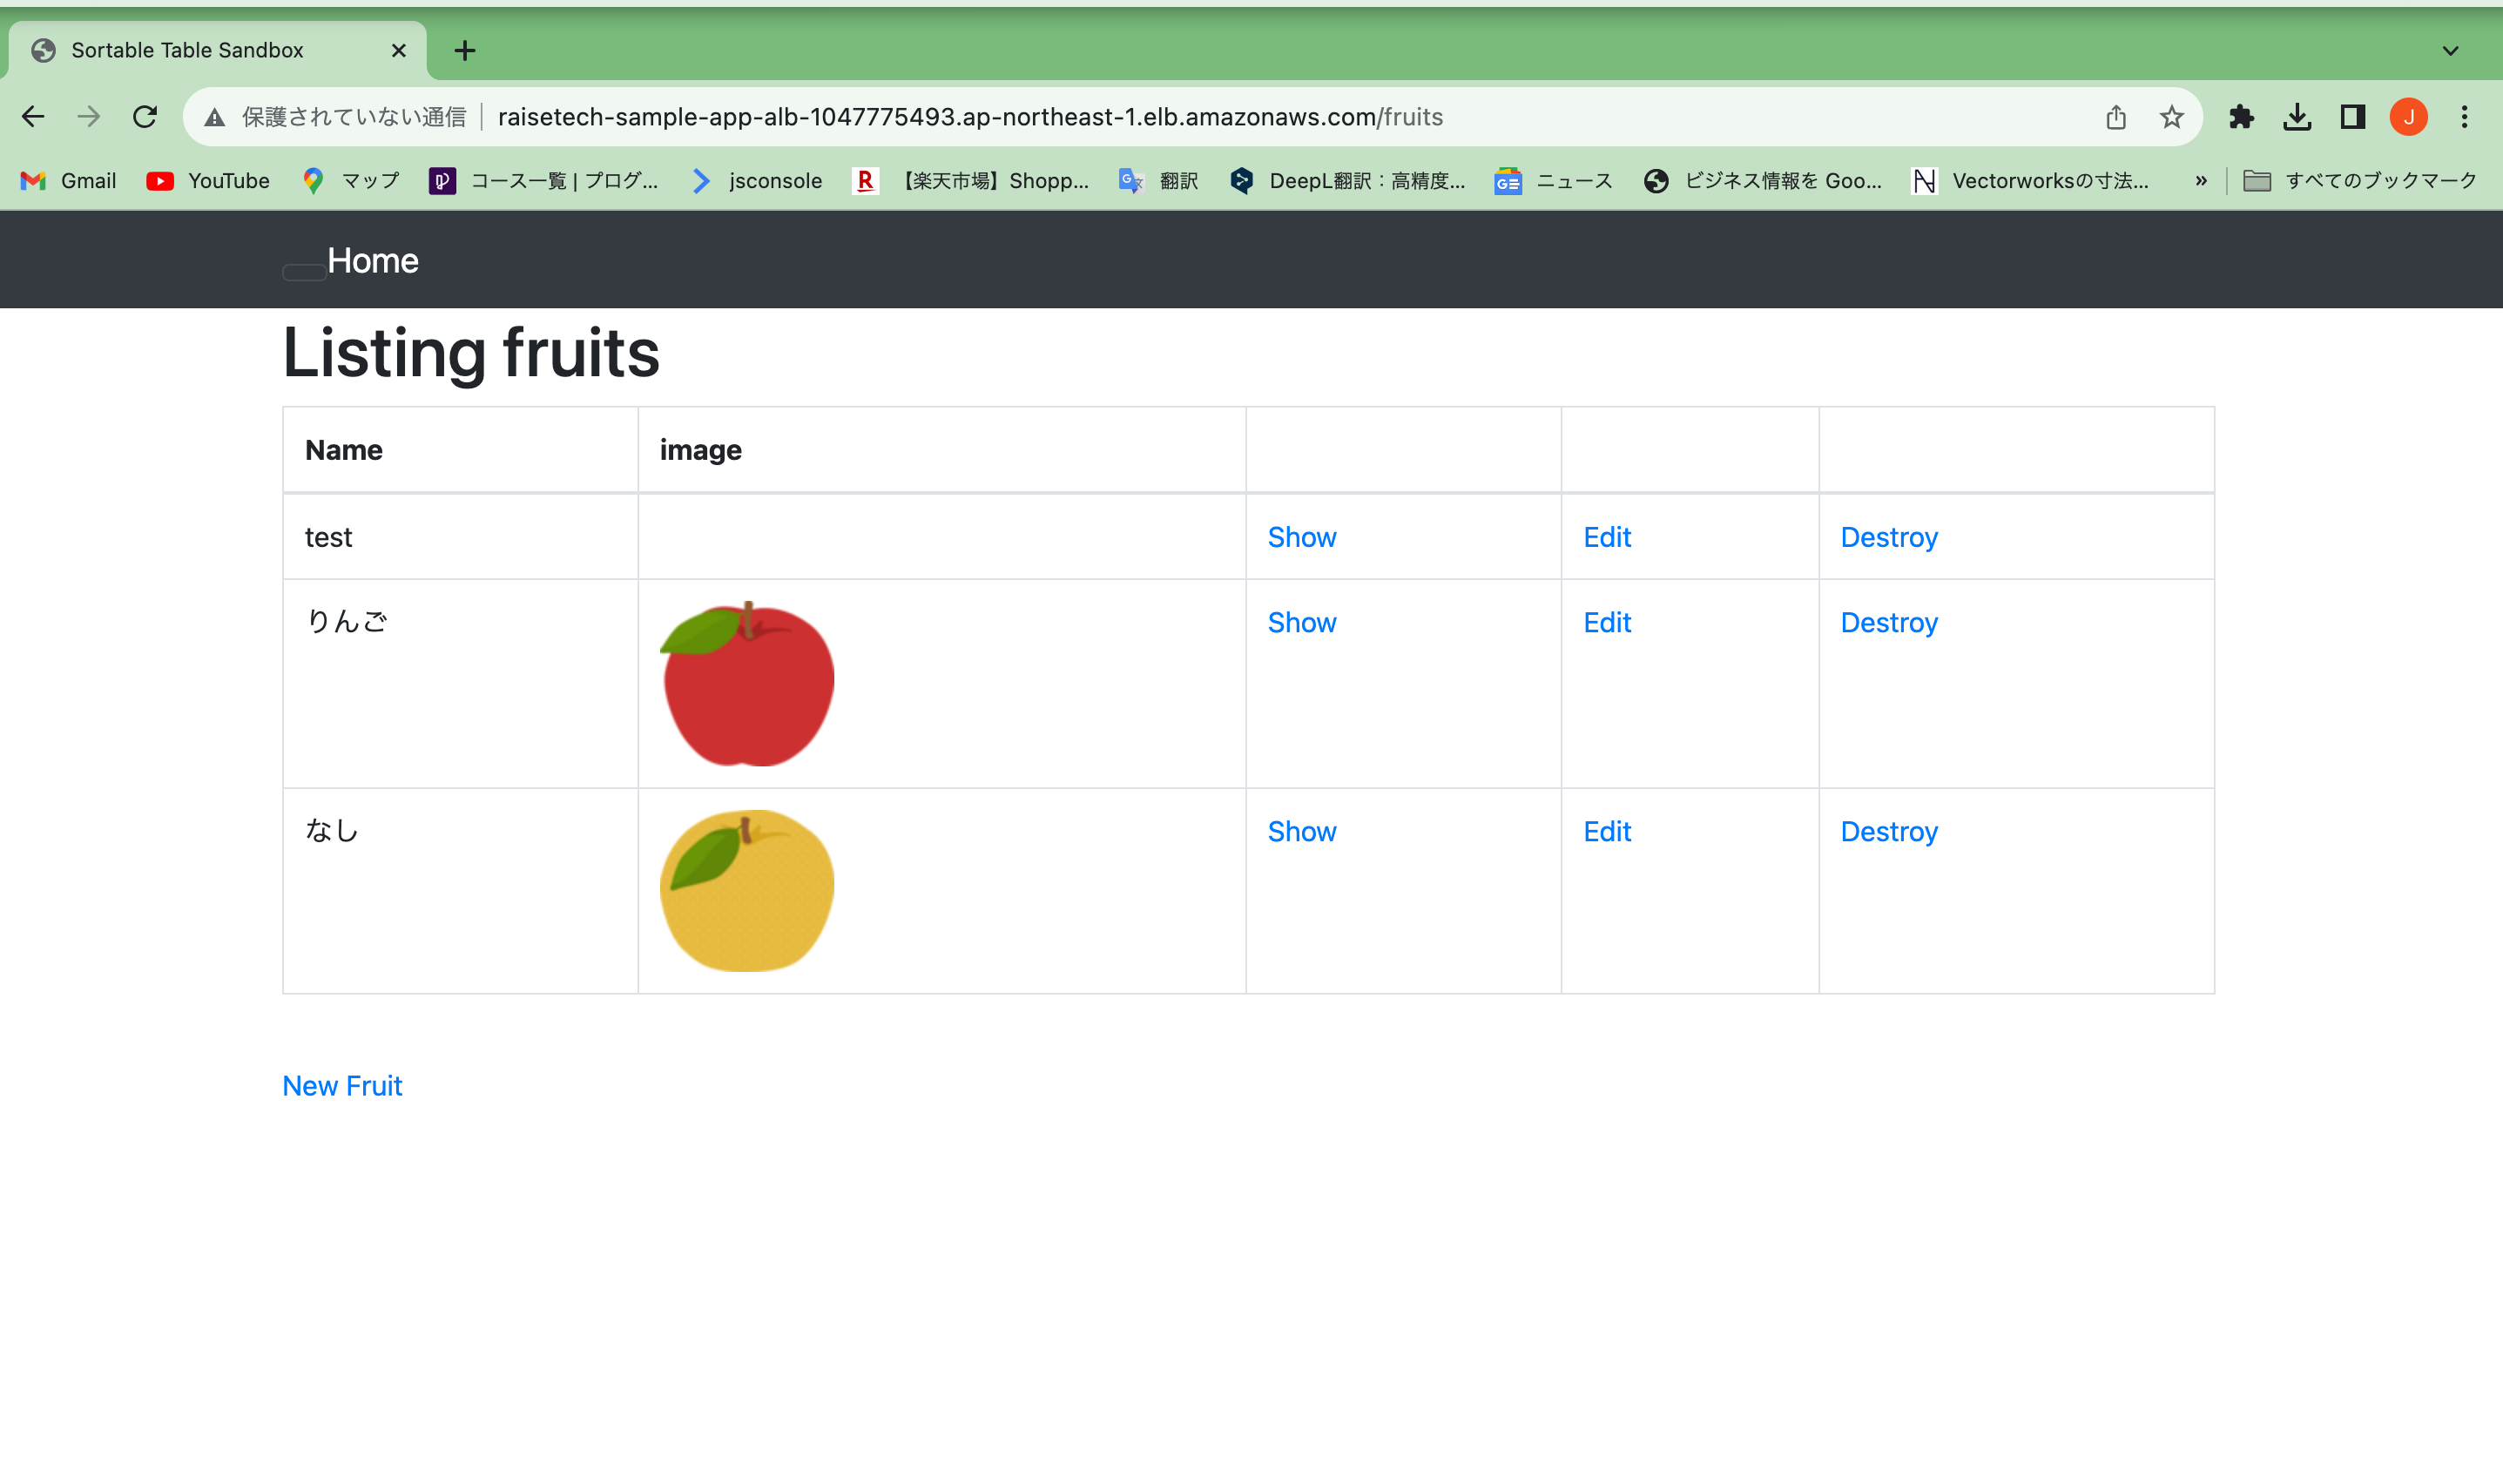 Sortable Table Sandbox
保護されていない通信 raisetech-sample-app-alb-1047775493.ap-northeast-1.elb.amazonaws.com/fruits J
Gmail YouTube マップ コース一覧 | プログ... jsconsole 【楽天市場】Shopp... 翻訳 DeepL翻訳：高精度... ニュース ビジネス情報を Goo... Vectorworksの寸法... » すべてのブックマーク
Home
Listing fruits
Name image
test Show Edit Destroy
りんご Show Edit Destroy
なし Show Edit Destroy
New Fruit